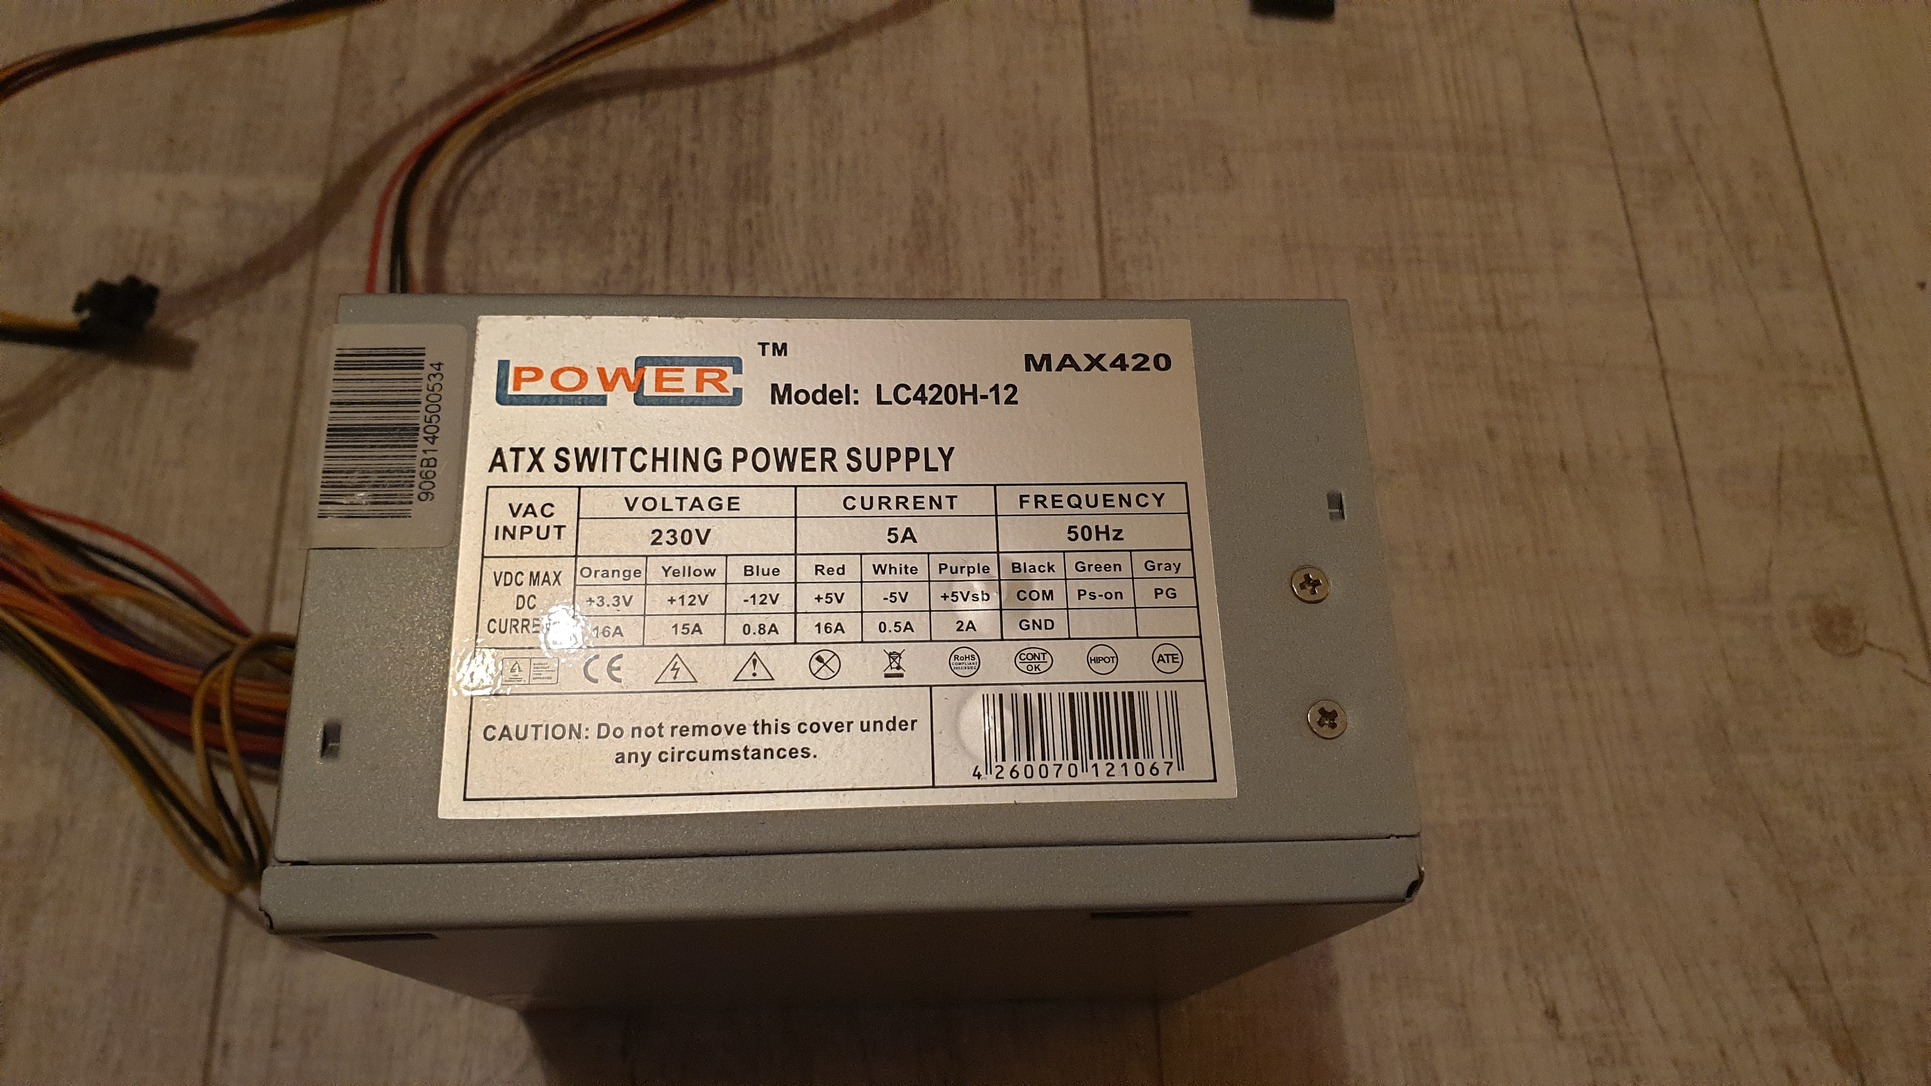 906B140500534
LC POWER
TM
MAX420
Model: LC420H-12
ATX SWITCHING POWER SUPPLY
VAC INPUT
VOLTAGE CURRENT FREQUENCY
230V 5A 50Hz
VDC MAX
DC
Orange Yellow Blue Red White Purple Black Green Gray
+3.3V +12V -12V +5V -5V +5Vsb COM Ps-on PG
16A 15A 0.8A 16A 0.5A 2A GND
CE
RoHS
CONT
OK
HIPOT
ATE
CAUTION: Do not remove this cover under
any circumstances.
4 260070 121067